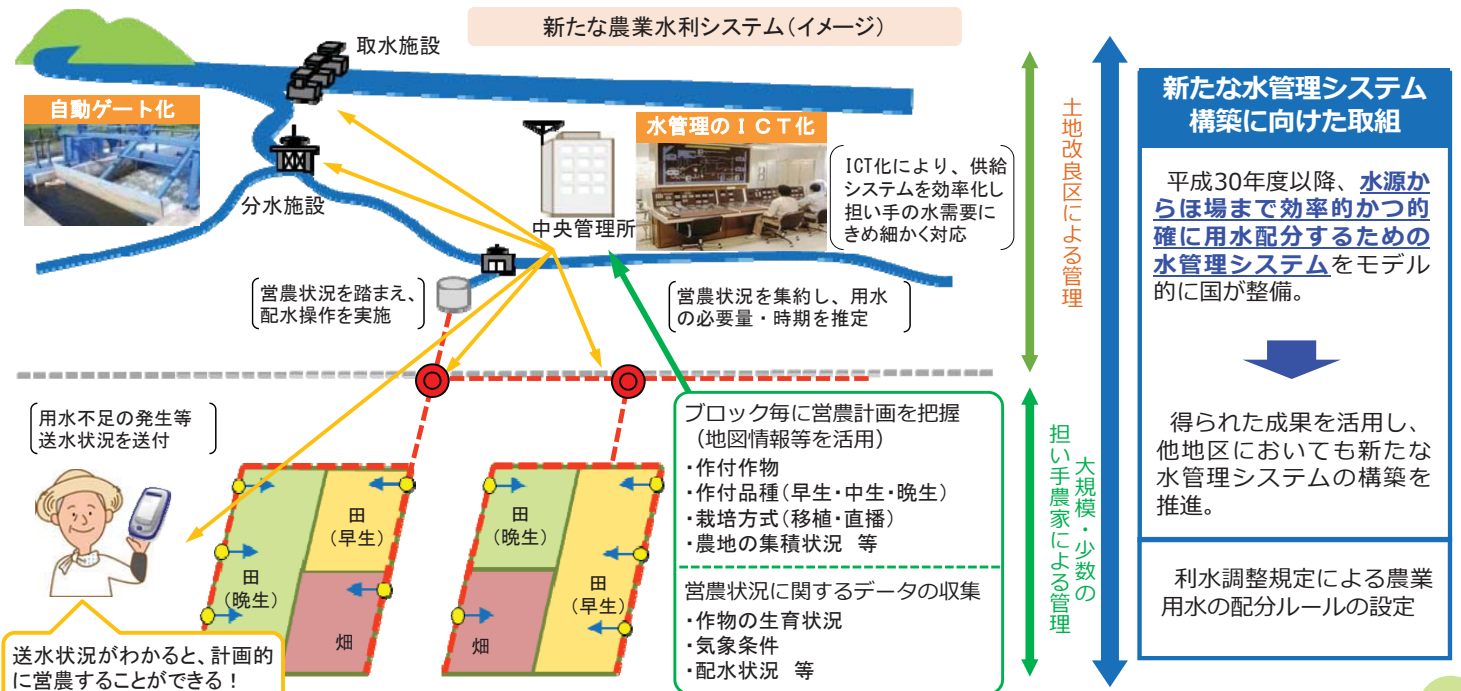 新たな農業水利システム(イメージ)
取水施設
自動ゲート化
分水施設
中央管理所
水管理のICT化
ICT化により、供給
システムを効率化し
担い手の水需要に
きめ細かく対応
営農状況を踏まえ、
配水操作を実施
営農状況を集約し、用水
の必要量・時期を推定
用水不足の発生等
送水状況を送付
送水状況がわかると、計画的
に営農することができる!
田
(晩生)
田
(早生)
畑
田
(晩生)
畑
田
(早生)
ブロック毎に営農計画を把握
(地図情報等を活用)
・作付作物
・作付品種(早生・中生・晩生)
・栽培方式(移植・直播)
・農地の集積状況 等
営農状況に関するデータの収集
・作物の生育状況
・気象条件
・配水状況 等
土地改良区による管理
大規模・少数の
担い手農家による管理
新たな水管理システム
構築に向けた取組
平成30年度以降、水源か
らほ場まで効率的かつ的
確に用水配分するための
水管理システムをモデル
的に国が整備。
得られた成果を活用し、
他地区においても新たな
水管理システムの構築を
推進。
利水調整規定による農業
用水の配分ルールの設定